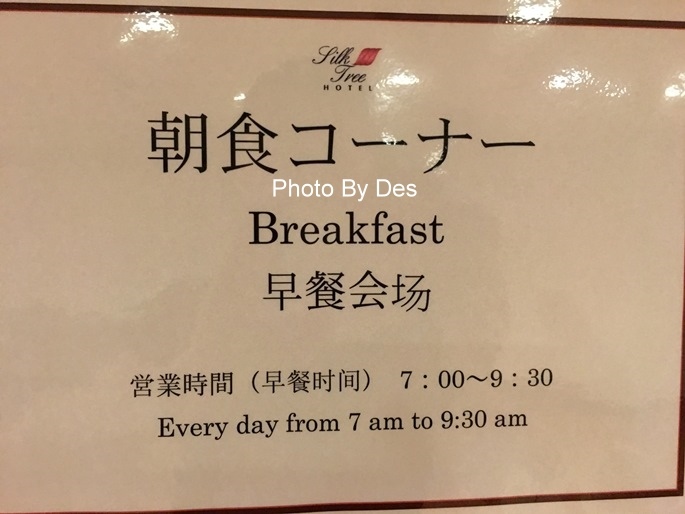 Silk Tree
HOTEL
朝食コーナー
Photo By Des
Breakfast
早餐会场
営業時間（早餐时间） 7：00～9：30
Every day from 7 am to 9:30 am